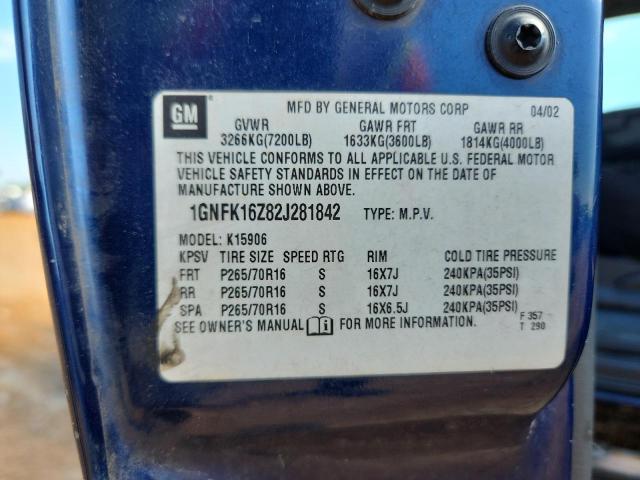 GM
MFD BY GENERAL MOTORS CORP 04/02
GVWR GAWR FRT GAWR RR
3266KG(7200LB) 1633KG(3600LB) 1814KG(4000LB)
THIS VEHICLE CONFORMS TO ALL APPLICABLE U.S. FEDERAL MOTOR
VEHICLE SAFETY STANDARDS IN EFFECT ON THE DATE OF
MANUFACTURE SHOWN ABOVE.
1GNFK16Z82J281842 TYPE: M.P.V.
MODEL: K15906
KPSV TIRE SIZE SPEED RTG RIM COLD TIRE PRESSURE
FRT P265/70R16 S 16X7J 240KPA(35PSI)
RR P265/70R16 S 16X7J 240KPA(35PSI)
SPA P265/70R16 S 16X6.5J 240KPA(35PSI)
SEE OWNER'S MANUAL FOR MORE INFORMATION. F 357
T 290